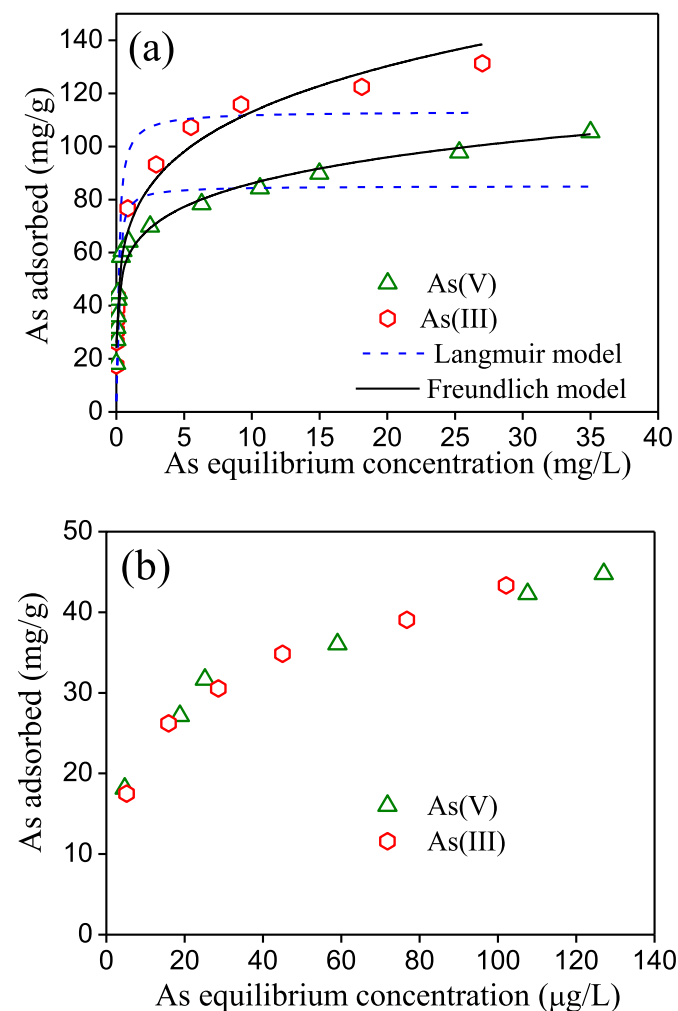 (a)
As adsorbed (mg/g)
140
120
100
80
60
40
20
0
As(V)
As(III)
Langmuir model
Freundlich model
0 5 10 15 20 25 30 35 40
As equilibrium concentration (mg/L)
(b)
As adsorbed (mg/g)
50
40
30
20
10
0
As(V)
As(III)
0 20 40 60 80 100 120 140
As equilibrium concentration (μg/L)